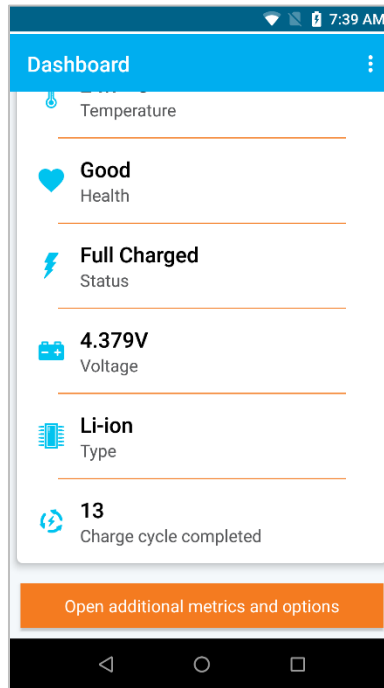 7:39 AM
Dashboard
Temperature
Good
Health
Full Charged
Status
4.379V
Voltage
Li-ion
Type
13
Charge cycle completed
Open additional metrics and options